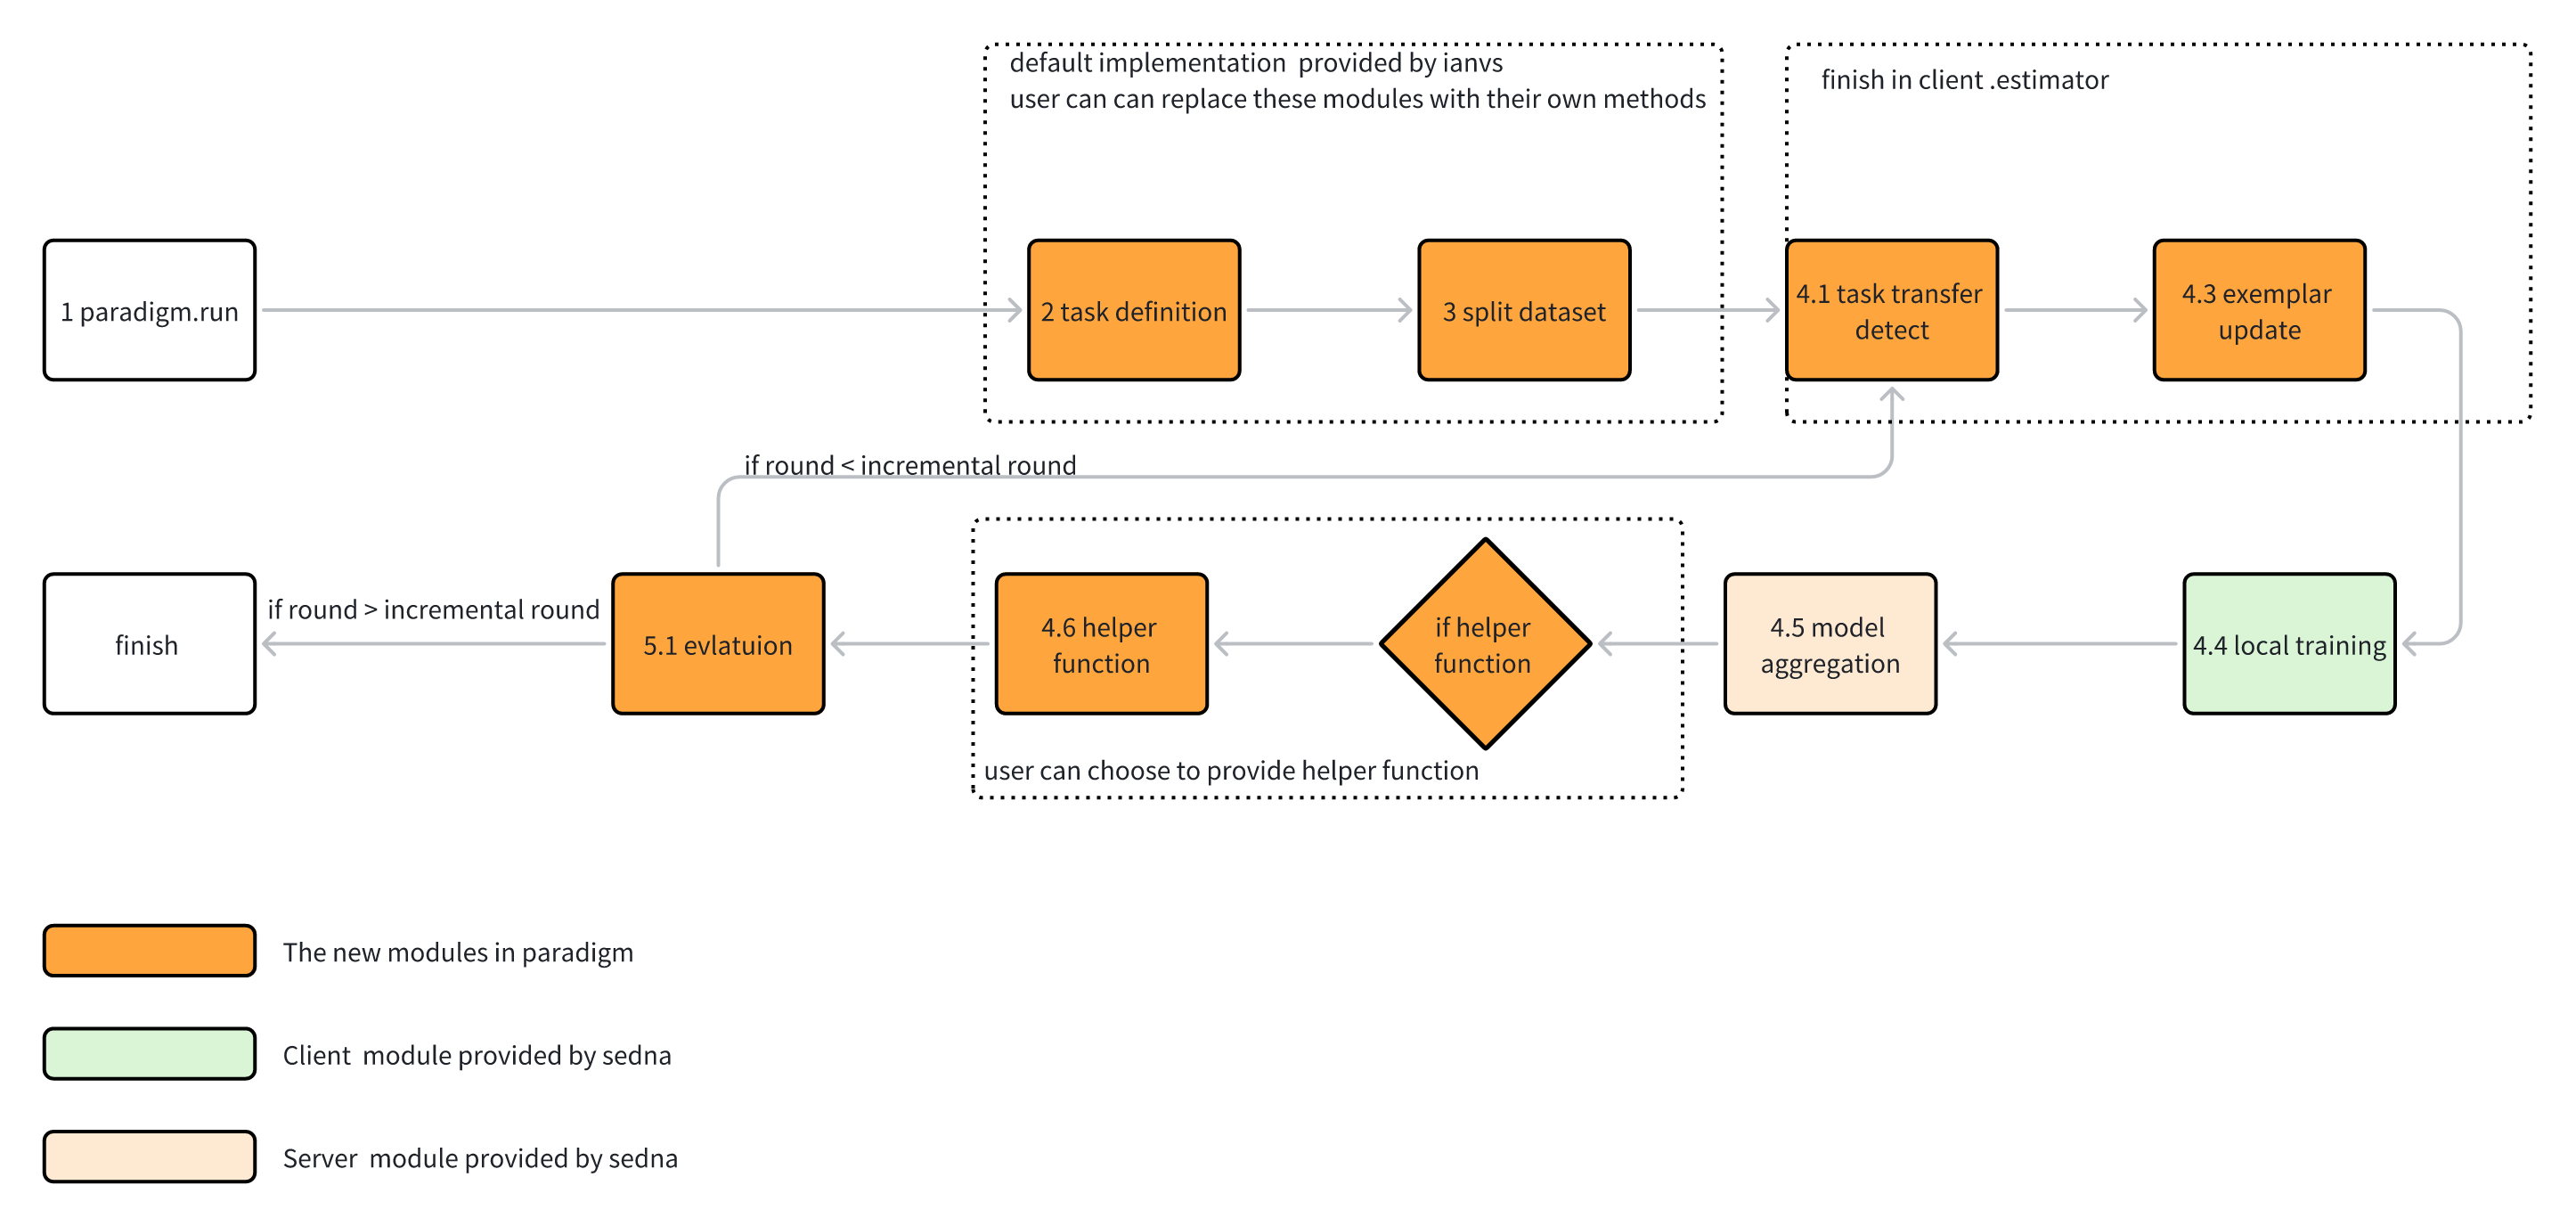 default implementation  provided by ianvs
user can can replace these modules with their own methods
finish in client .estimator
1 paradigm.run
2 task definition
3 split dataset
4.1 task transfer
detect
4.3 exemplar
update
if round < incremental round
finish
if round > incremental round
5.1 evlatuion
4.6 helper
function
if helper
function
4.5 model
aggregation
4.4 local training
user can choose to provide helper function
The new modules in paradigm
Client  module provided by sedna
Server  module provided by sedna